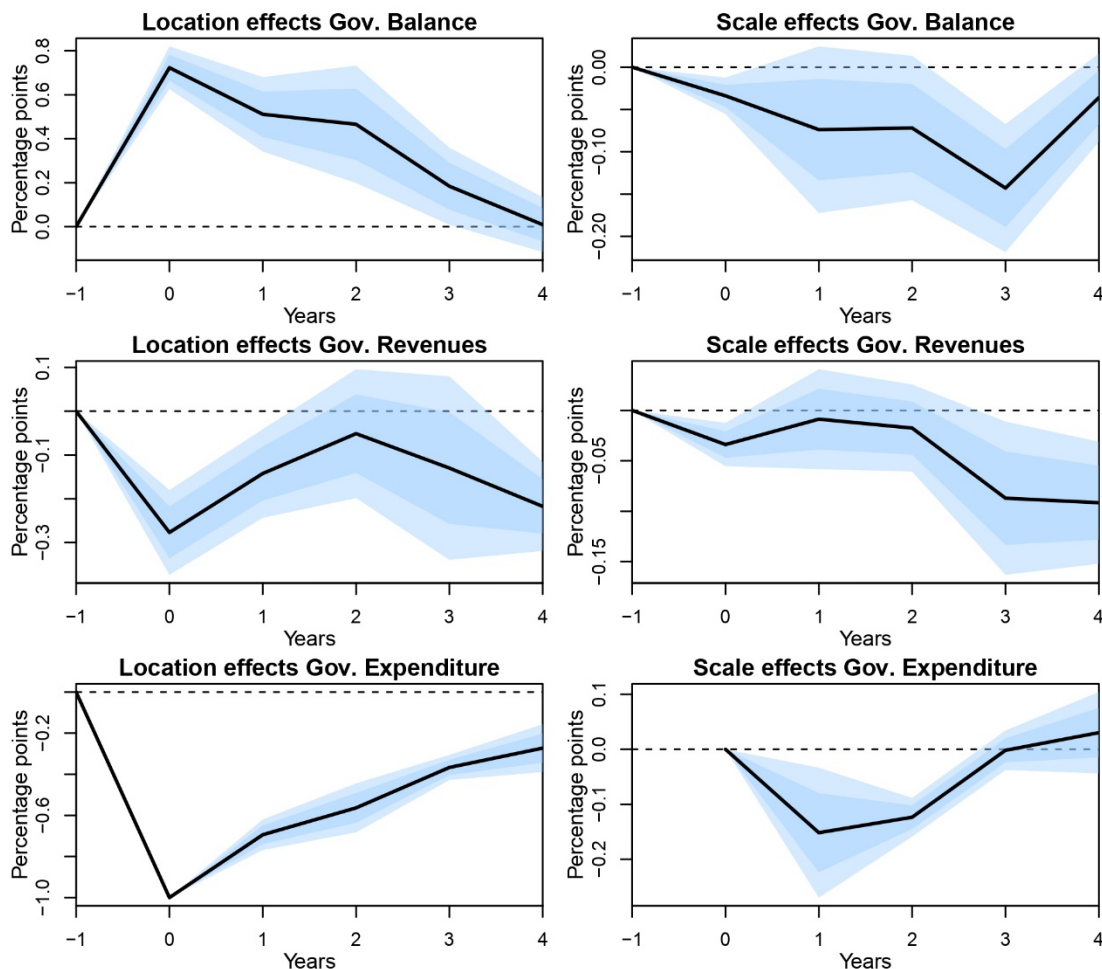 Location effects Gov. Balance
Percentage points
0.0 0.2 0.4 0.6 0.8
−1 0 1 2 3 4
Years
Scale effects Gov. Balance
Percentage points
−0.20 −0.10 0.00
−1 0 1 2 3 4
Years
Location effects Gov. Revenues
Percentage points
−0.3 −0.1 0.1
−1 0 1 2 3 4
Years
Scale effects Gov. Revenues
Percentage points
−0.15 −0.05
−1 0 1 2 3 4
Years
Location effects Gov. Expenditure
Percentage points
−1.0 −0.6 −0.2
−1 0 1 2 3 4
Years
Scale effects Gov. Expenditure
Percentage points
−0.2 −0.1 0.0 0.1
−1 0 1 2 3 4
Years